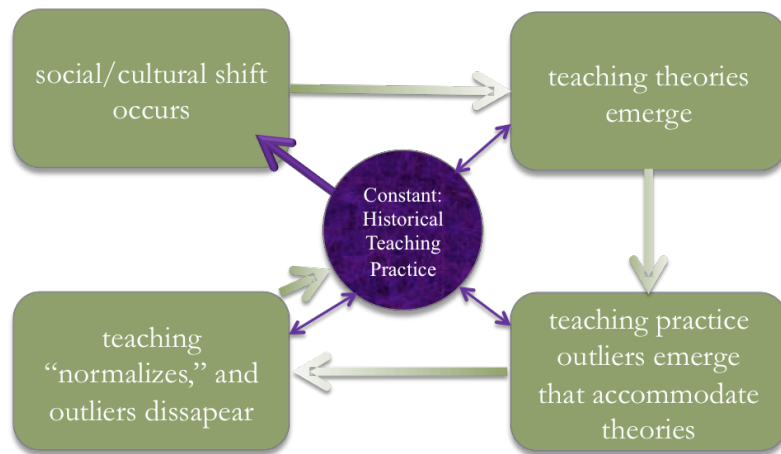 social/cultural shift
occurs
teaching theories
emerge
Constant:
Historical
Teaching
Practice
teaching
“normalizes,” and
outliers dissapear
teaching practice
outliers emerge
that accommodate
theories